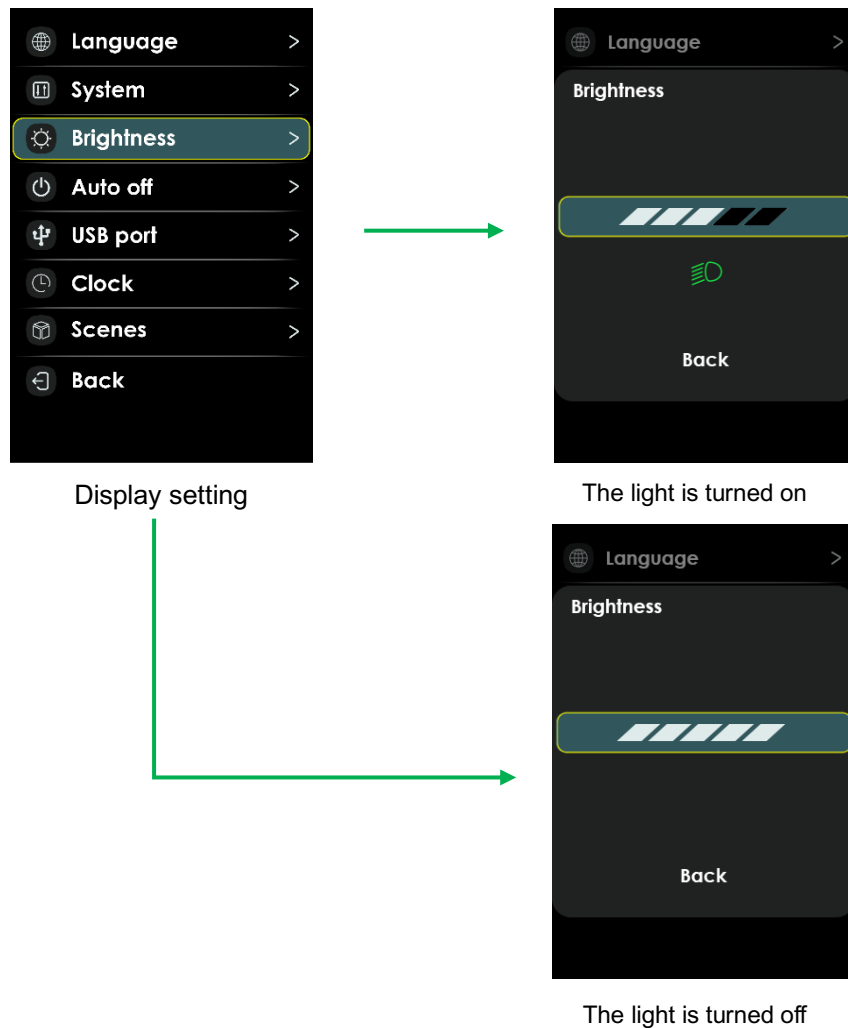 Language >
System >
Brightness >
Auto off >
USB port >
Clock >
Scenes >
Back
Display setting
Language >
Brightness
Back
The light is turned on
Language >
Brightness
Back
The light is turned off